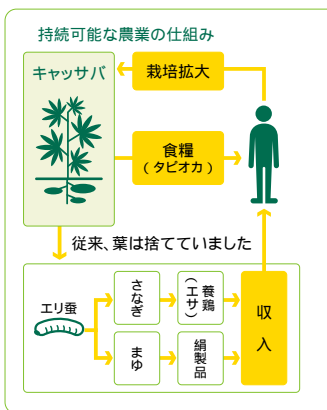 持続可能な農業の仕組み
キャッサバ
栽培拡大
食糧
(タピオカ)
従来、葉は捨てていました
エリ蚕
さなぎ
養鶏
(エサ)
まゆ
絹製品
収入